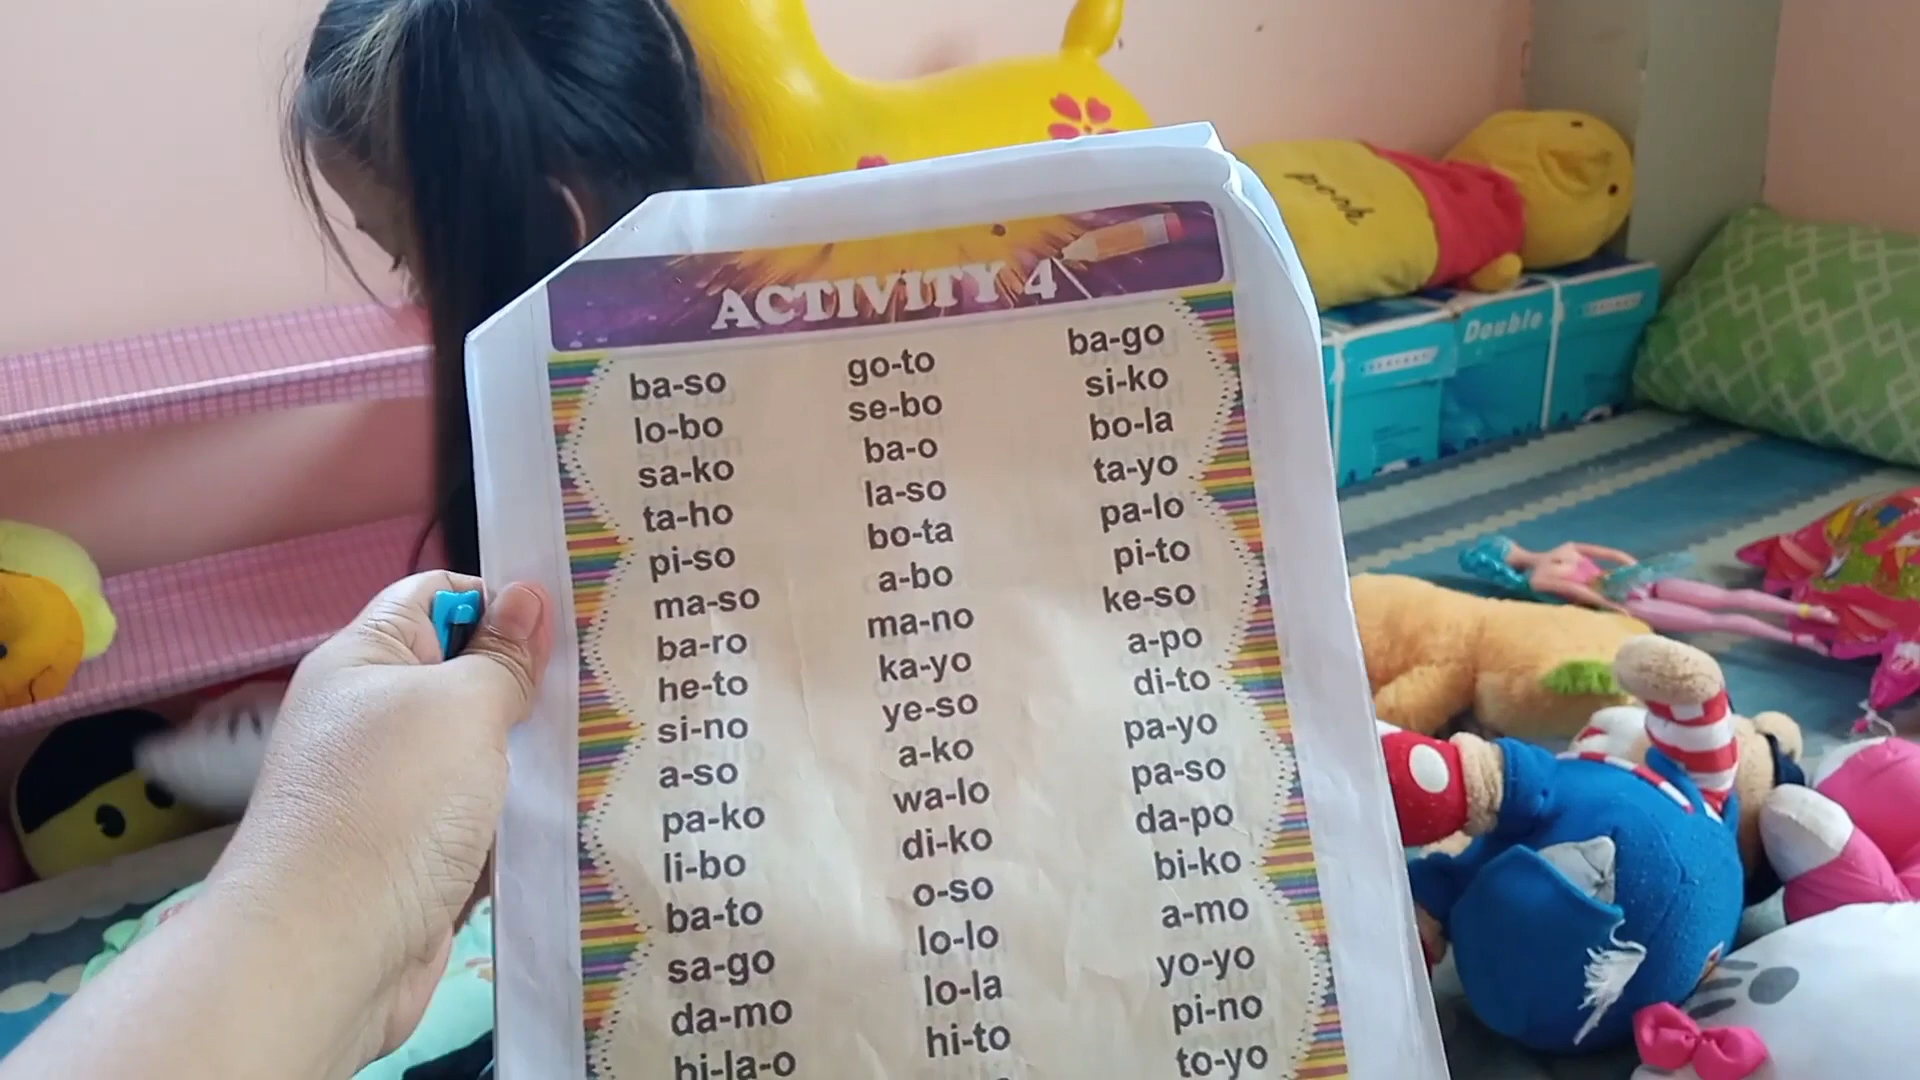 pooh
Double
ACTIVITY 4
ba-so
lo-bo
sa-ko
ta-ho
pi-so
ma-so
ba-ro
he-to
si-no
a-so
pa-ko
li-bo
ba-to
sa-go
da-mo
bi-la-o
go-to
se-bo
ba-o
la-so
bo-ta
a-bo
ma-no
ka-yo
ye-so
a-ko
wa-lo
di-ko
o-so
lo-lo
lo-la
hi-to
ba-go
si-ko
bo-la
ta-yo
pa-lo
pi-to
ke-so
a-po
di-to
pa-yo
pa-so
da-po
bi-ko
a-mo
yo-yo
pi-no
to-yo